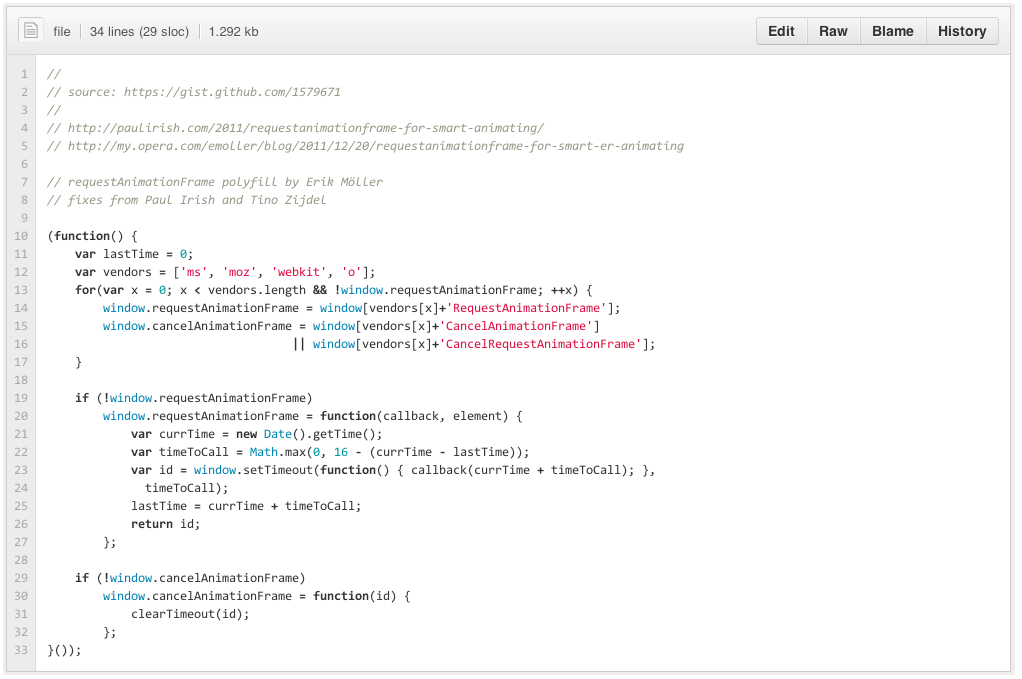 file 34 lines (29 sloc) 1.292 kb Edit Raw Blame History
1 //
2 // source: https://gist.github.com/1579671
3 //
4 // http://paulirish.com/2011/requestanimationframe-for-smart-animating/
5 // http://my.opera.com/emoller/blog/2011/12/20/requestanimationframe-for-smart-er-animating
6
7 // requestAnimationFrame polyfill by Erik Möller
8 // fixes from Paul Irish and Tino Zijdel
9
10 (function() {
11     var lastTime = 0;
12     var vendors = ['ms', 'moz', 'webkit', 'o'];
13     for(var x = 0; x < vendors.length && !window.requestAnimationFrame; ++x) {
14         window.requestAnimationFrame = window[vendors[x]+'RequestAnimationFrame'];
15         window.cancelAnimationFrame = window[vendors[x]+'CancelAnimationFrame']
16                                    || window[vendors[x]+'CancelRequestAnimationFrame'];
17     }
18
19     if (!window.requestAnimationFrame)
20         window.requestAnimationFrame = function(callback, element) {
21             var currTime = new Date().getTime();
22             var timeToCall = Math.max(0, 16 - (currTime - lastTime));
23             var id = window.setTimeout(function() { callback(currTime + timeToCall); },
24               timeToCall);
25             lastTime = currTime + timeToCall;
26             return id;
27         };
28
29     if (!window.cancelAnimationFrame)
30         window.cancelAnimationFrame = function(id) {
31             clearTimeout(id);
32         };
33 }());